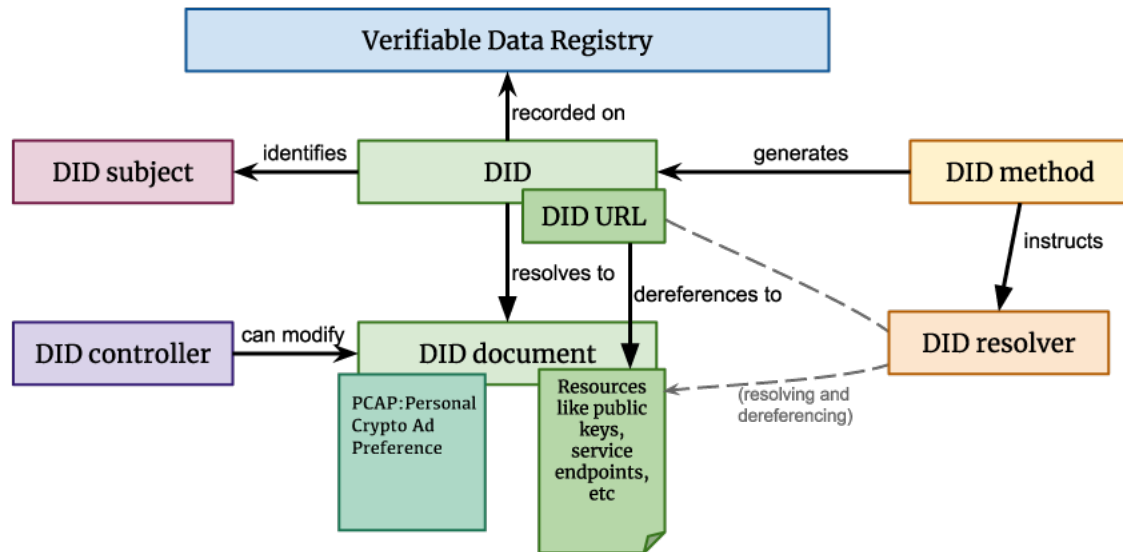 Verifiable Data Registry
recorded on
DID subject
identifies
DID
generates
DID method
DID URL
instructs
resolves to
dereferences to
DID controller
can modify
DID document
DID resolver
PCAP:Personal
Crypto Ad
Preference
Resources
like public
keys,
service
endpoints,
etc
(resolving and
dereferencing)